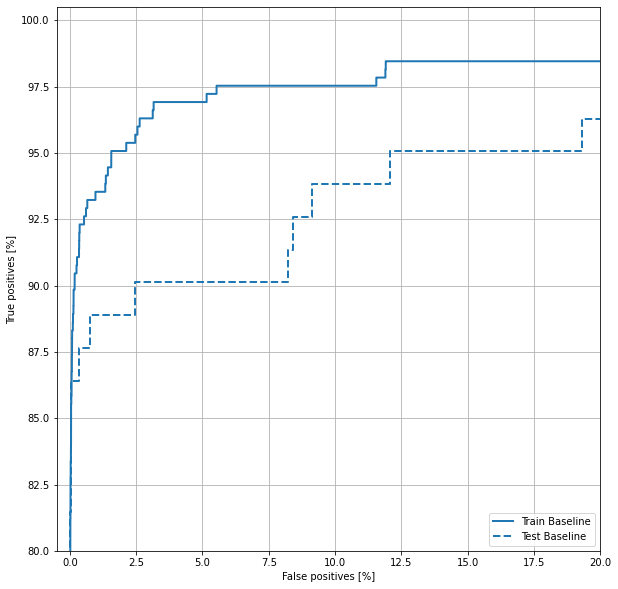 100.0
97.5
95.0
92.5
90.0
87.5
85.0
82.5
80.0
True positives [%]
0.0 2.5 5.0 7.5 10.0 12.5 15.0 17.5 20.0
False positives [%]
Train Baseline
Test Baseline